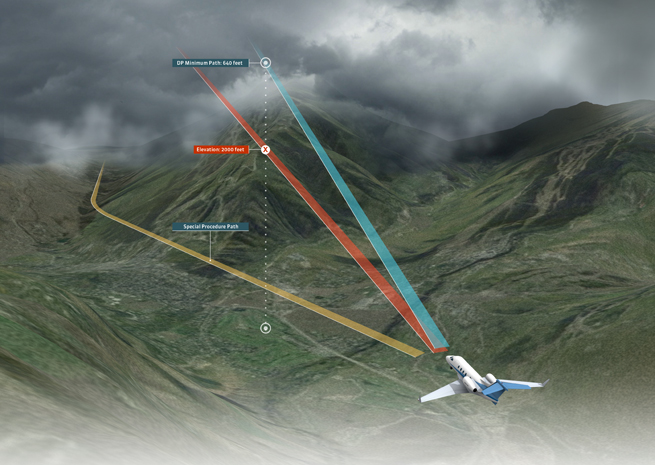 DP Minimum Path: 640 feet
Elevation: 2000 feet
X
Special Procedure Path